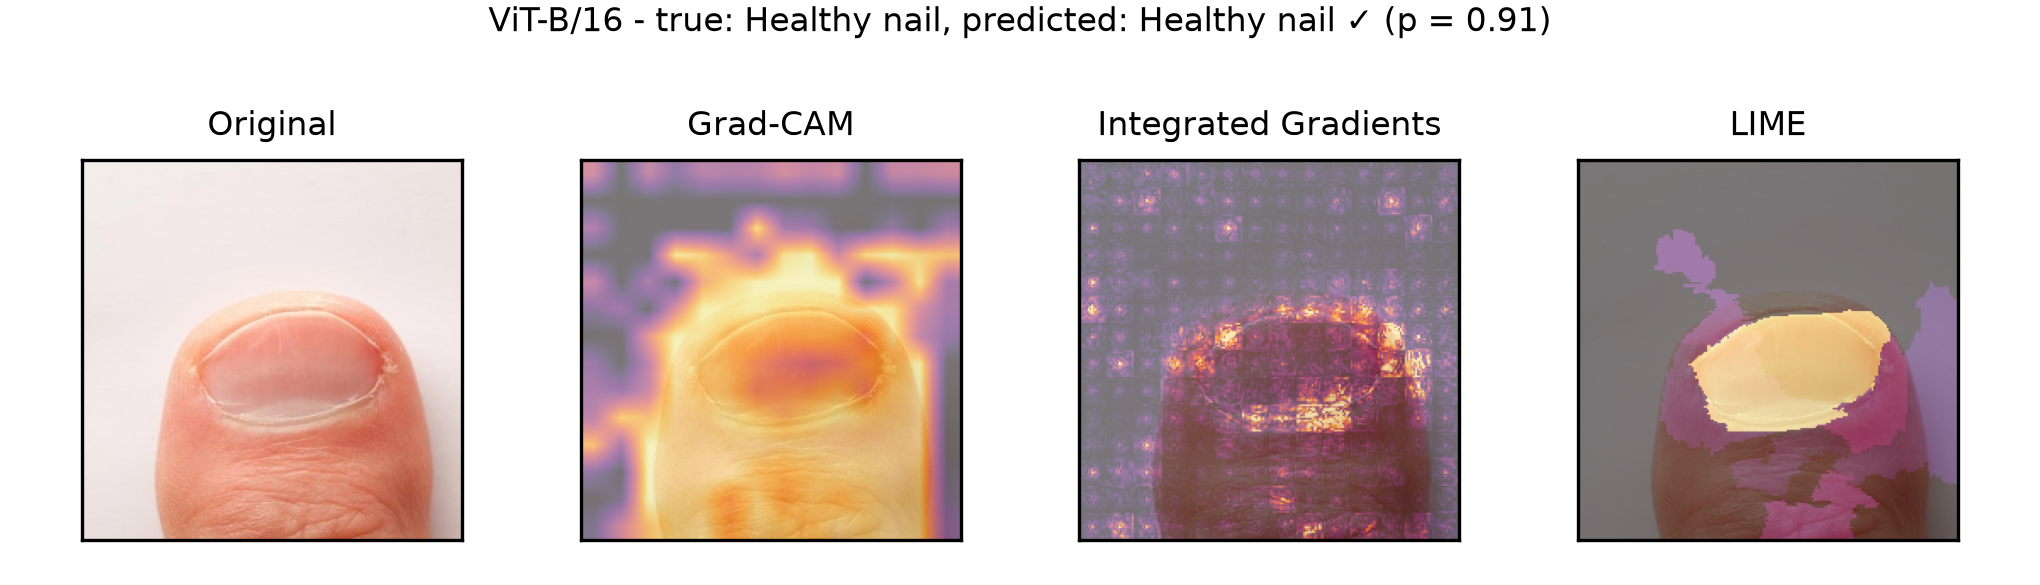 ViT-B/16 - true: Healthy nail, predicted: Healthy nail ✓ (p = 0.91)
Original
Grad-CAM
Integrated Gradients
LIME